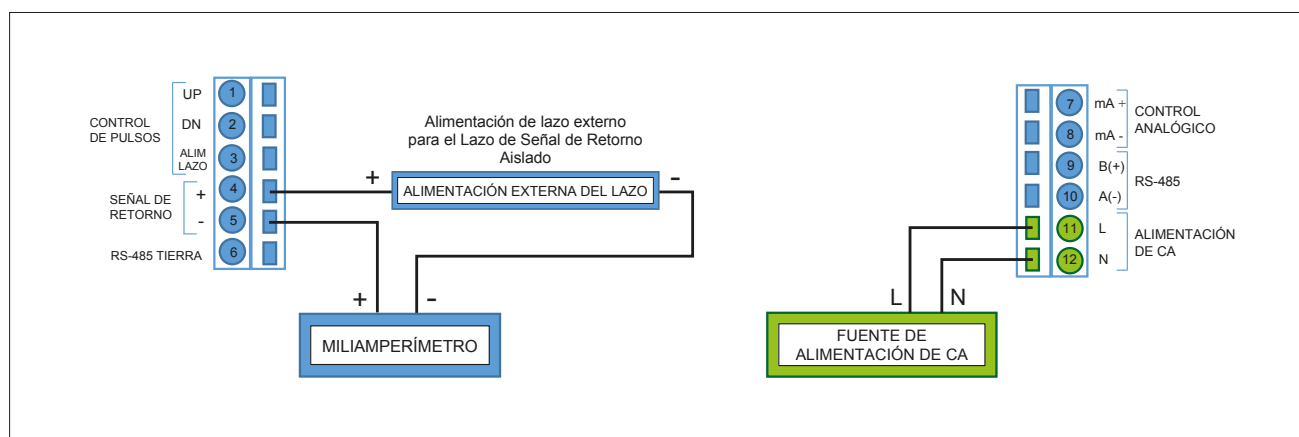 UP
1
CONTROL
DE PULSOS
DN
2
ALIM
LAZO
3
SEÑAL DE
RETORNO
+
4
-
5
RS-485 TIERRA
6
Alimentación de lazo externo
para el Lazo de Señal de Retorno
Aislado
+
-
ALIMENTACIÓN EXTERNA DEL LAZO
+
-
MILIAMPERÍMETRO
7
mA +
8
mA -
CONTROL
ANALÓGICO
9
B(+)
10
A(-)
RS-485
11
L
12
N
ALIMENTACIÓN
DE CA
L
N
FUENTE DE
ALIMENTACIÓN DE CA